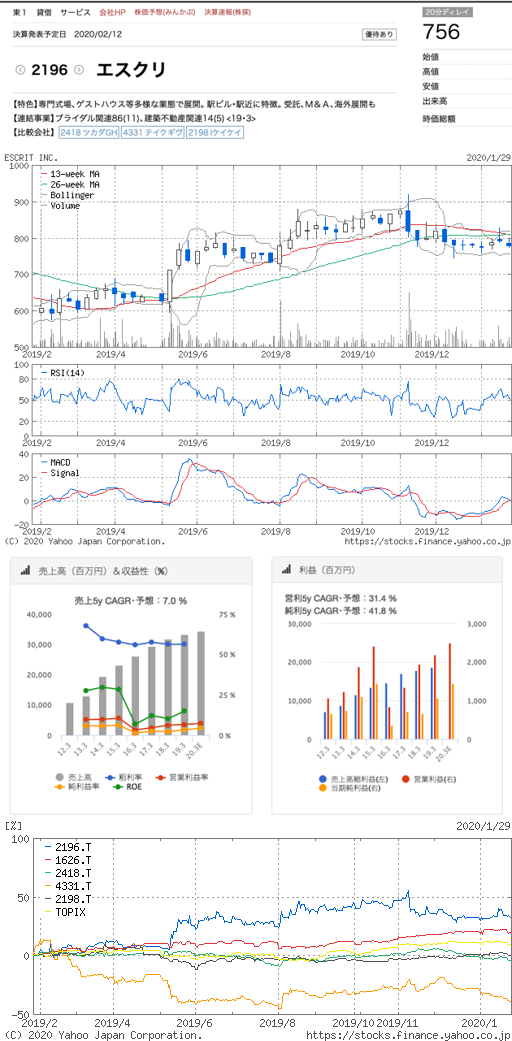 東1 貸借 サービス 会社HP 株価予想(みんかぶ) 決算速報(株探)
20分ディレイ
756
決算発表予定日 2020/02/12
優待あり
2196 エスクリ
始値
高値
安値
出来高
時価総額
【特色】専門式場、ゲストハウス等多様な業態で展開。駅ビル・駅近に特徴。受託、M&A、海外展開も
【連結事業】ブライダル関連86(11)、建築不動産関連14(5) <19・3>
【比較会社】 2418 ツカダGH 4331 テイクギヴ 2198 Iケイケイ
ESCRIT INC.
2020/1/29
13-week MA
26-week MA
Bollinger
Volume
1000
900
800
700
600
500
2019/2 2019/4 2019/6 2019/8 2019/10 2019/12
RSI(14)
100
80
50
20
0
2019/2 2019/4 2019/6 2019/8 2019/10 2019/12
MACD
Signal
40
20
0
-20
2019/2 2019/4 2019/6 2019/8 2019/10 2019/12
(C) 2020 Yahoo Japan Corporation. https://stocks.finance.yahoo.co.jp
売上高（百万円）＆収益性（%）
売上5y CAGR・予想：7.0 %
40,000
30,000
20,000
10,000
0
75 %
50 %
25 %
0 %
12.3 13.3 14.3 15.3 16.3 17.3 18.3 19.3 20.3E
売上高 粗利率 営業利益率
純利益率 ROE
利益（百万円）
営利5y CAGR・予想：31.4 %
純利5y CAGR・予想：41.8 %
30,000
20,000
10,000
0
3,000
2,000
1,000
0
12.3 13.3 14.3 15.3 16.3 17.3 18.3 19.3 20.3E
売上高総利益(左) 営業利益(右)
当期純利益(右)
[%]
2020/1/29
2196.T
1626.T
2418.T
4331.T
2198.T
TOPIX
100
50
0
-50
2019/2 2019/4 2019/6 2019/8 2019/10 2019/11 2020/1
(C) 2020 Yahoo Japan Corporation. https://stocks.finance.yahoo.co.jp